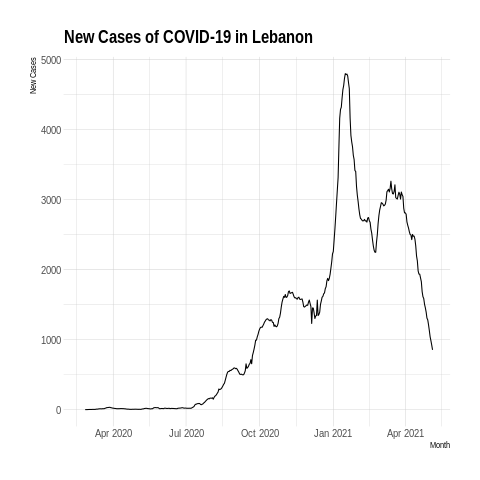 New Cases of COVID-19 in Lebanon
New Cases
5000
4000
3000
2000
1000
0
Apr 2020 Jul 2020 Oct 2020 Jan 2021 Apr 2021
Month